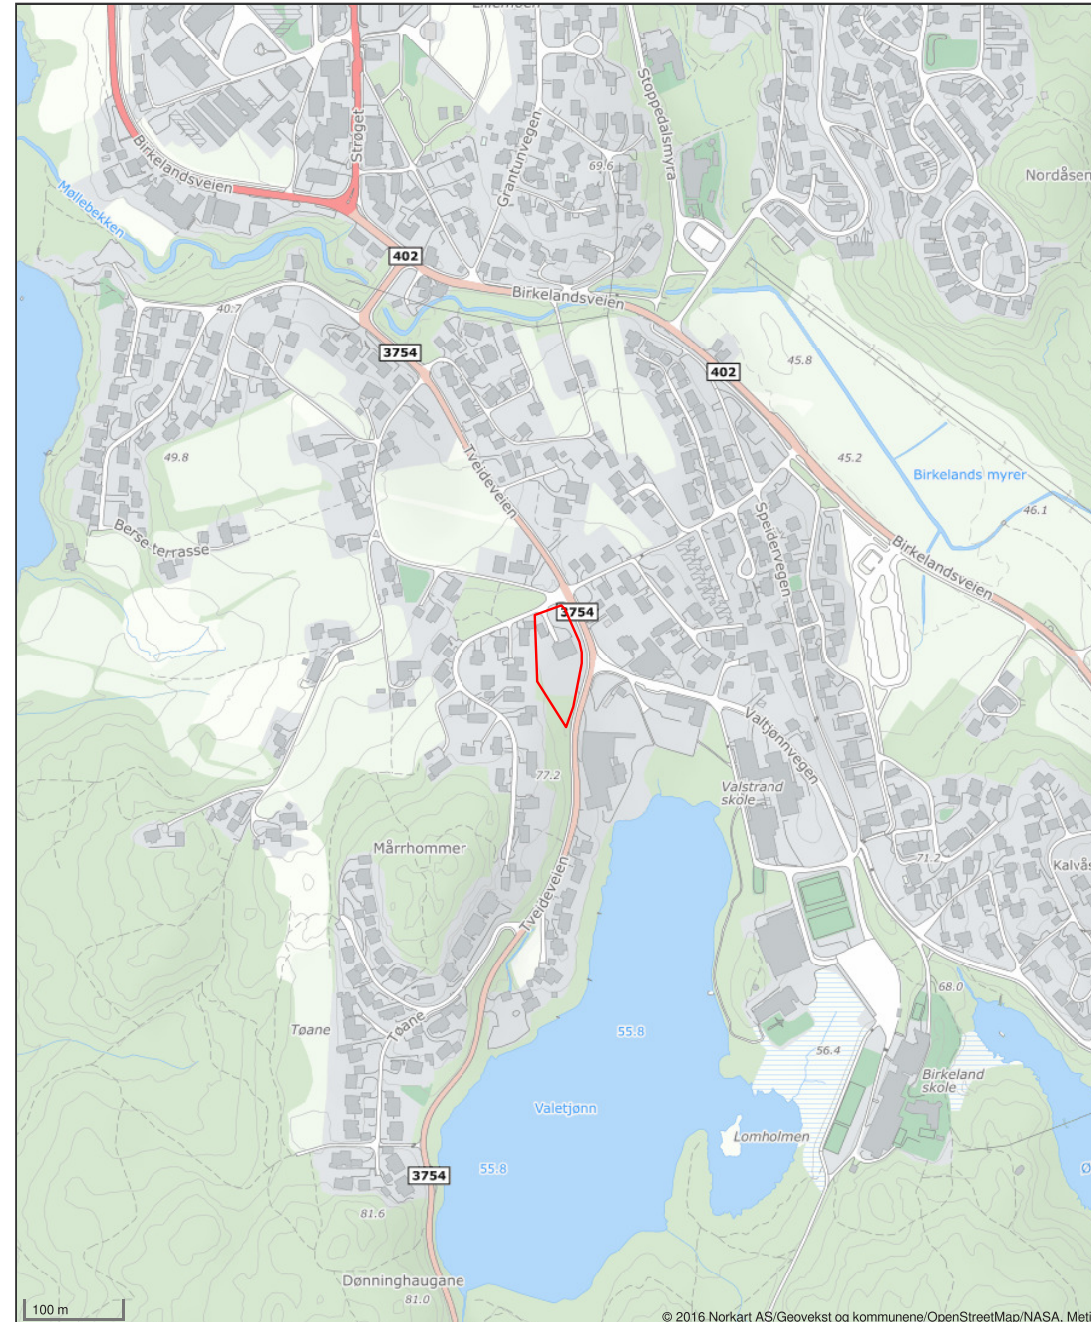 Lillemoen
Strøget
Birkelandsveien
Møllebekken
Grantunvegen
69.6
Stoppedalsmyra
Nordåsen
402
Birkelandsveien
40.7
3754
45.8
402
49.8
Tveideveien
45.2
Birkelands myrer
46.1
Berse terrasse
Speidervegen
Birkelandsveien
3754
Valtjønnvegen
77.2
Valstrand
skole
Mårrhommer
71.2
Kalvås
Tveideveien
68.0
Tøane
Tøane
55.8
56.4
Birkeland
skole
Valetjønn
Lomholmen
55.8
Ø
3754
81.6
Dønninghaugane
81.0
100 m
© 2016 Norkart AS/Geovekst og kommunene/OpenStreetMap/NASA, Meti